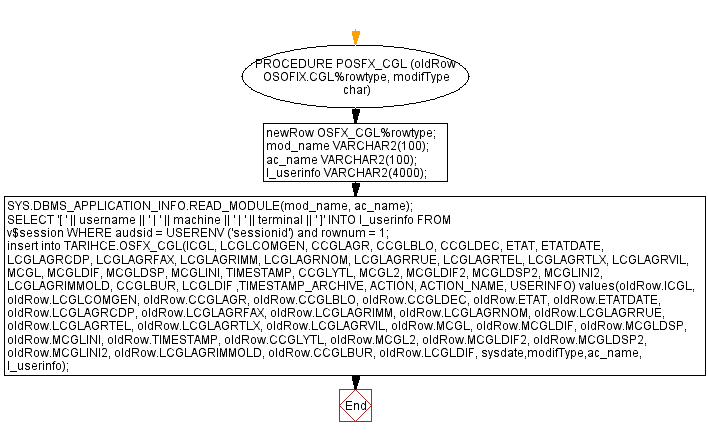 PROCEDURE POSFX_CGL (oldRow
OSOFIX.CGL%rowtype, modifType
char)
newRow OSFX_CGL%rowtype;
mod_name VARCHAR2(100);
ac_name VARCHAR2(100);
l_userinfo VARCHAR2(4000);
SYS.DBMS_APPLICATION_INFO.READ_MODULE(mod_name, ac_name);
SELECT '[ ' || username || ' | ' || machine || ' | ' || terminal || ' ]' INTO l_userinfo FROM
v$session WHERE audsid = USERENV ('sessionid') and rownum = 1;
insert into TARIHCE.OSFX_CGL(ICGL, LCGLCOMGEN, CCGLAGR, CCGLBLO, CCGLDEC, ETAT, ETATDATE,
LCGLAGRCDP, LCGLAGRFAX, LCGLAGRIMM, LCGLAGRNOM, LCGLAGRRUE, LCGLAGRTEL, LCGLAGRTLX, LCGLAGRVIL,
MCGL, MCGLDIF, MCGLDSP, MCGLINI, TIMESTAMP, CCGLYTL, MCGL2, MCGLDIF2, MCGLDSP2, MCGLINI2,
LCGLAGRIMMOLD, CCGLBUR, LCGLDIF ,TIMESTAMP_ARCHIVE, ACTION, ACTION_NAME, USERINFO) values(oldRow.ICGL,
oldRow.LCGLCOMGEN, oldRow.CCGLAGR, oldRow.CCGLBLO, oldRow.CCGLDEC, oldRow.ETAT, oldRow.ETATDATE,
oldRow.LCGLAGRCDP, oldRow.LCGLAGRFAX, oldRow.LCGLAGRIMM, oldRow.LCGLAGRNOM, oldRow.LCGLAGRRUE,
oldRow.LCGLAGRTEL, oldRow.LCGLAGRTLX, oldRow.LCGLAGRVIL, oldRow.MCGL, oldRow.MCGLDIF, oldRow.MCGLDSP,
oldRow.MCGLINI, oldRow.TIMESTAMP, oldRow.CCGLYTL, oldRow.MCGL2, oldRow.MCGLDIF2, oldRow.MCGLDSP2,
oldRow.MCGLINI2, oldRow.LCGLAGRIMMOLD, oldRow.CCGLBUR, oldRow.LCGLDIF, sysdate,modifType,ac_name,
l_userinfo);
End